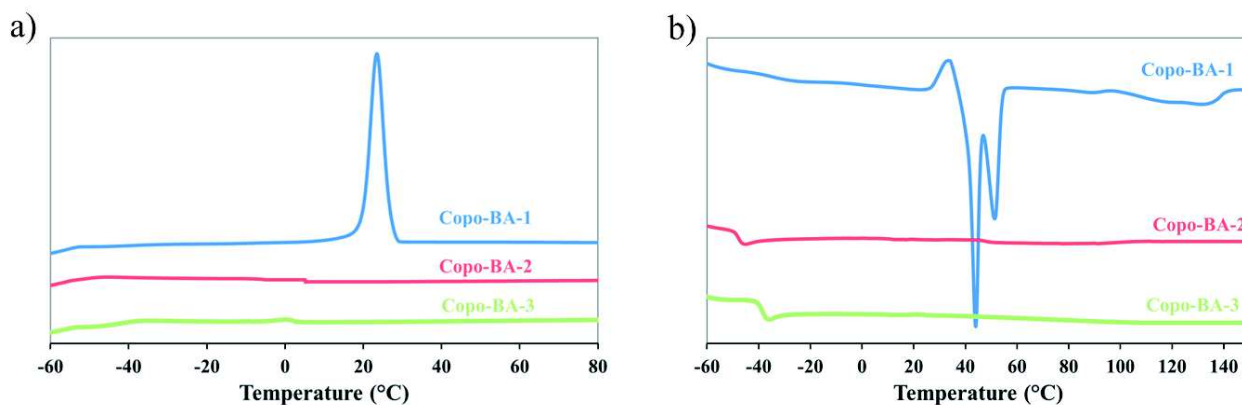 a)
Copo-BA-1
Copo-BA-2
Copo-BA-3
-60 -40 -20 0 20 40 60 80
Temperature (°C)
b)
Copo-BA-1
Copo-BA-2
Copo-BA-3
-60 -40 -20 0 20 40 60 80 100 120 140
Temperature (°C)